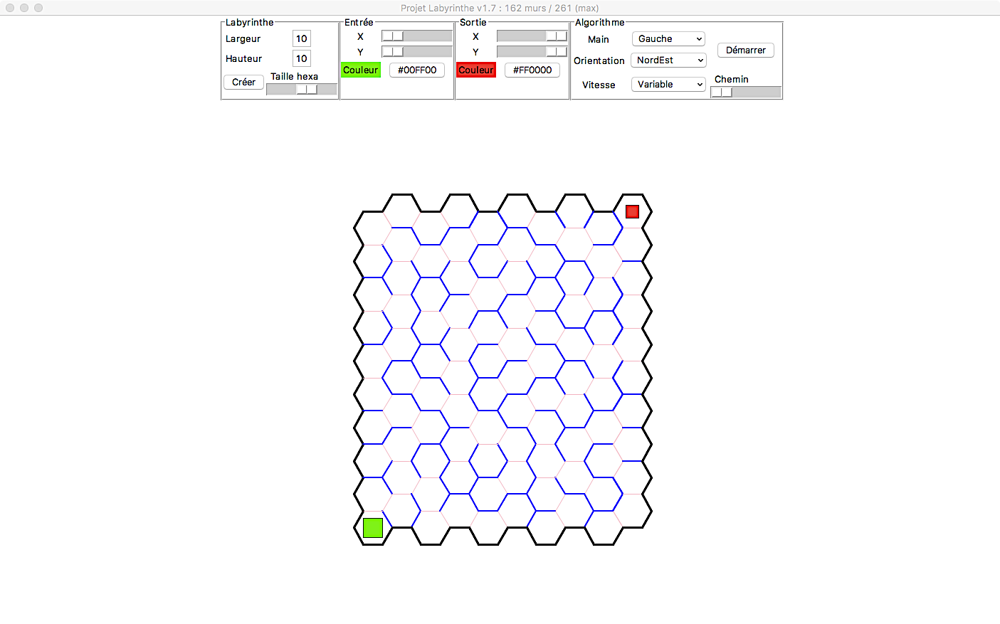 Projet Labyrinthe v1.7 : 162 murs / 261 (max)
Labyrinthe
Largeur 10
Hauteur 10
Créer Taille hexa
Entrée
X
Y
Couleur #00FF00
Sortie
X
Y
Couleur #FF0000
Algorithme
Main Gauche
Orientation NordEst
Vitesse Variable
Démarrer
Chemin